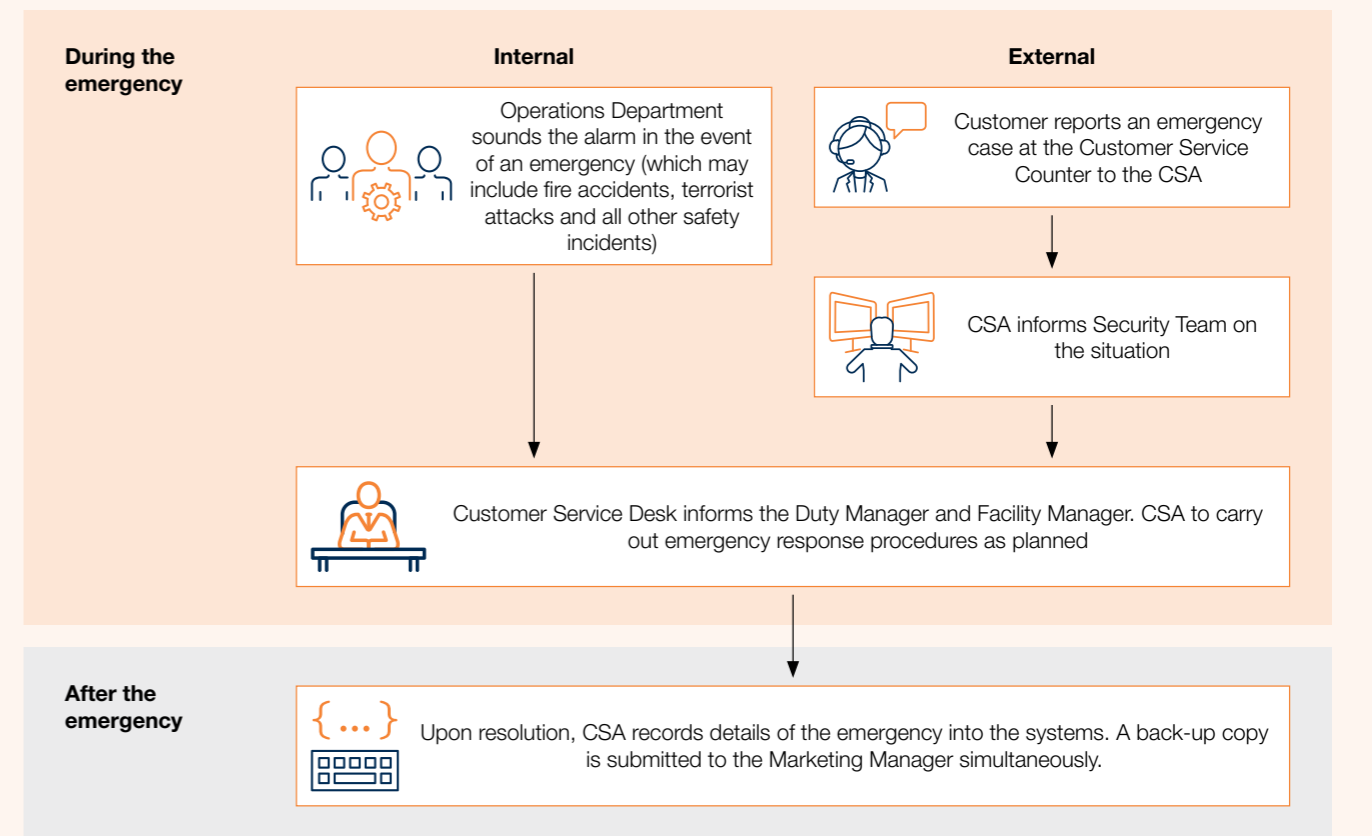 During the
emergency
Internal
External
Operations Department
sounds the alarm in the event
of an emergency (which may
include fire accidents, terrorist
attacks and all other safety
incidents)
Customer reports an emergency
case at the Customer Service
Counter to the CSA
CSA informs Security Team on
the situation
Customer Service Desk informs the Duty Manager and Facility Manager. CSA to carry
out emergency response procedures as planned
After the
emergency
{...}
Upon resolution, CSA records details of the emergency into the systems. A back-up copy
is submitted to the Marketing Manager simultaneously.